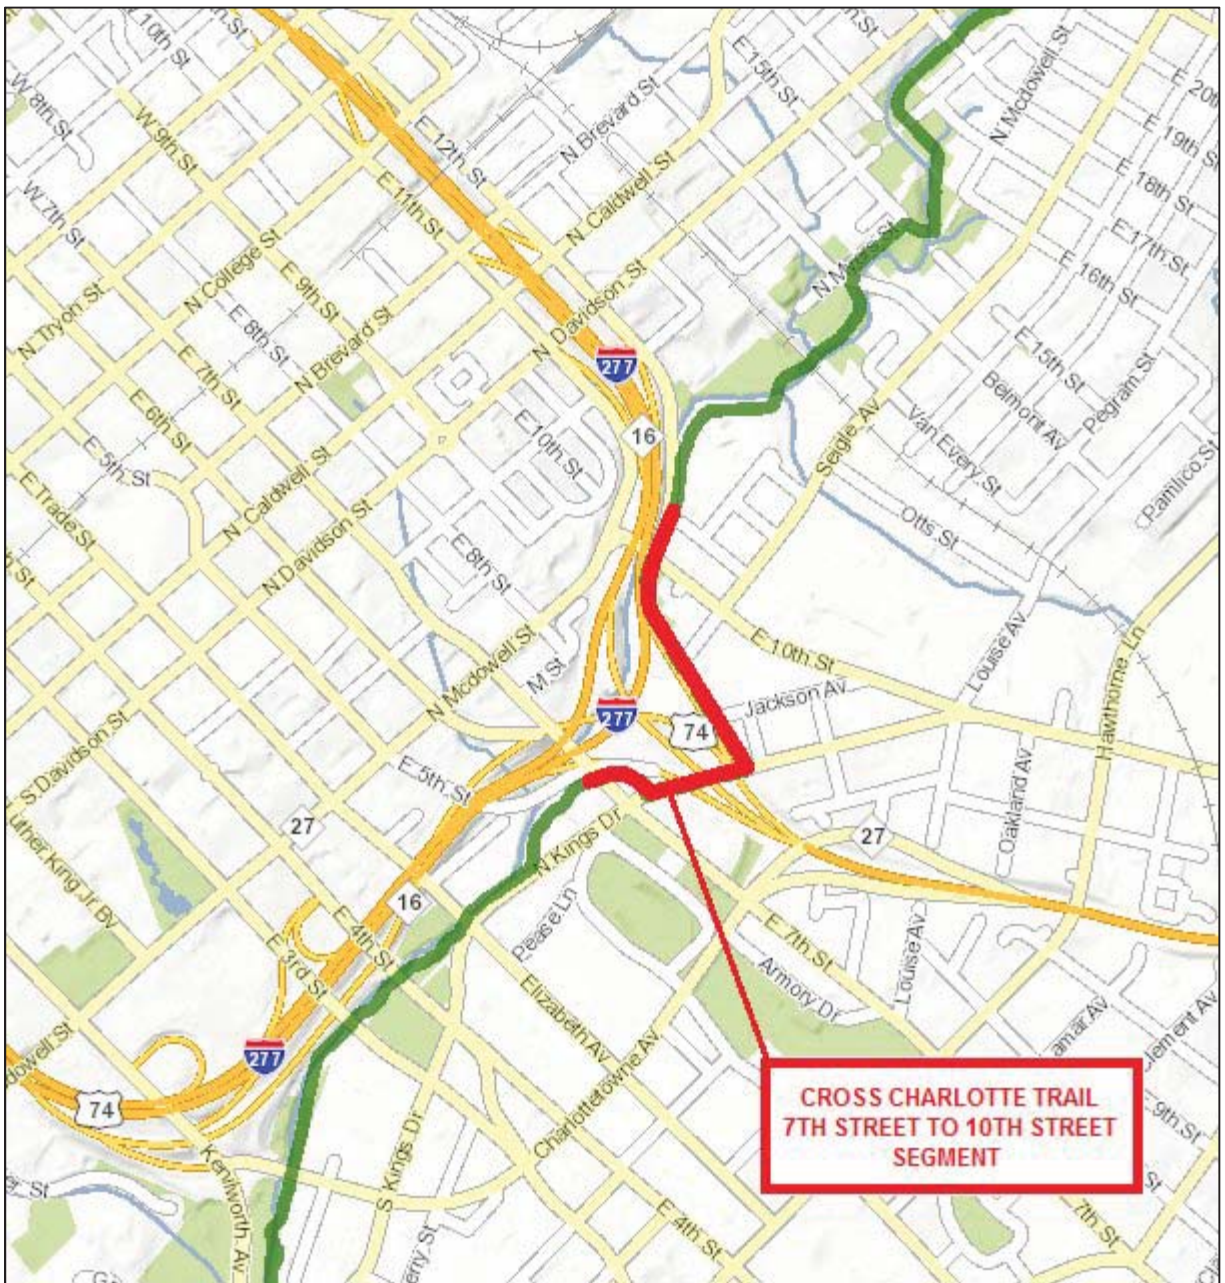 W 10th St
W 8th St
W 9th St
W 7th St
N Tryon St
N College St
E 12th St
E 11th St
N Brevard St
E 15th St
N Caldwell St
N Mcdowell St
E 20th
E 19th St
E 18th St
E 17th St
E 16th St
E 9th St
E 8th St
N Brevard St
N Davidson St
277
E 7th St
E 6th St
E 5th St
E Trade St
E 10th St
16
N Caldwell St
N Davidson St
E 8th St
Seigle Av
E 15th St
Belmont Av
Pegram St
Van Every St
Pamlico St
Otts St
N Mcdowell St
M St
E 10th St
Louise Av
Hawthorne Ln
Jackson Av
277
74
S Davidson St
E 5th St
27
27
Oakland Av
N Kings Dr
Luther King Jr Bv
16
E 4th St
E 3rd St
Pease Ln
E 7th St
Armory Dr
Louise Av
Elizabeth Av
Charlottetowne Av
277
74
Kenilworth Av
S Kings Dr
E 4th St
E 9th St
7th St
CROSS CHARLOTTE TRAIL
7TH STREET TO 10TH STREET
SEGMENT